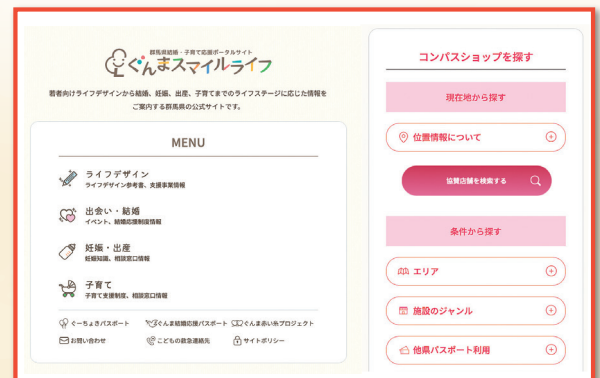 群馬県結婚・子育て応援ポータルサイト
ぐんまスマイルライフ
若者向けライフデザインから結婚、妊娠、出産、子育てまでのライフステージに応じた情報を
ご案内する群馬県の公式サイトです。
MENU
ライフデザイン
ライフデザイン参考書、支援事業情報
出会い・結婚
イベント、結婚応援制度情報
妊娠・出産
妊娠知識、相談窓口情報
子育て
子育て支援制度、相談窓口情報
ぐーちょきパスポート
ぐんま結婚応援パスポート
ぐんま赤い糸プロジェクト
お問い合わせ
こどもの救急連絡先
サイトポリシー
コンパスショップを探す
現在地から探す
位置情報について
協賛店舗を検索する
条件から探す
エリア
施設のジャンル
他県パスポート利用